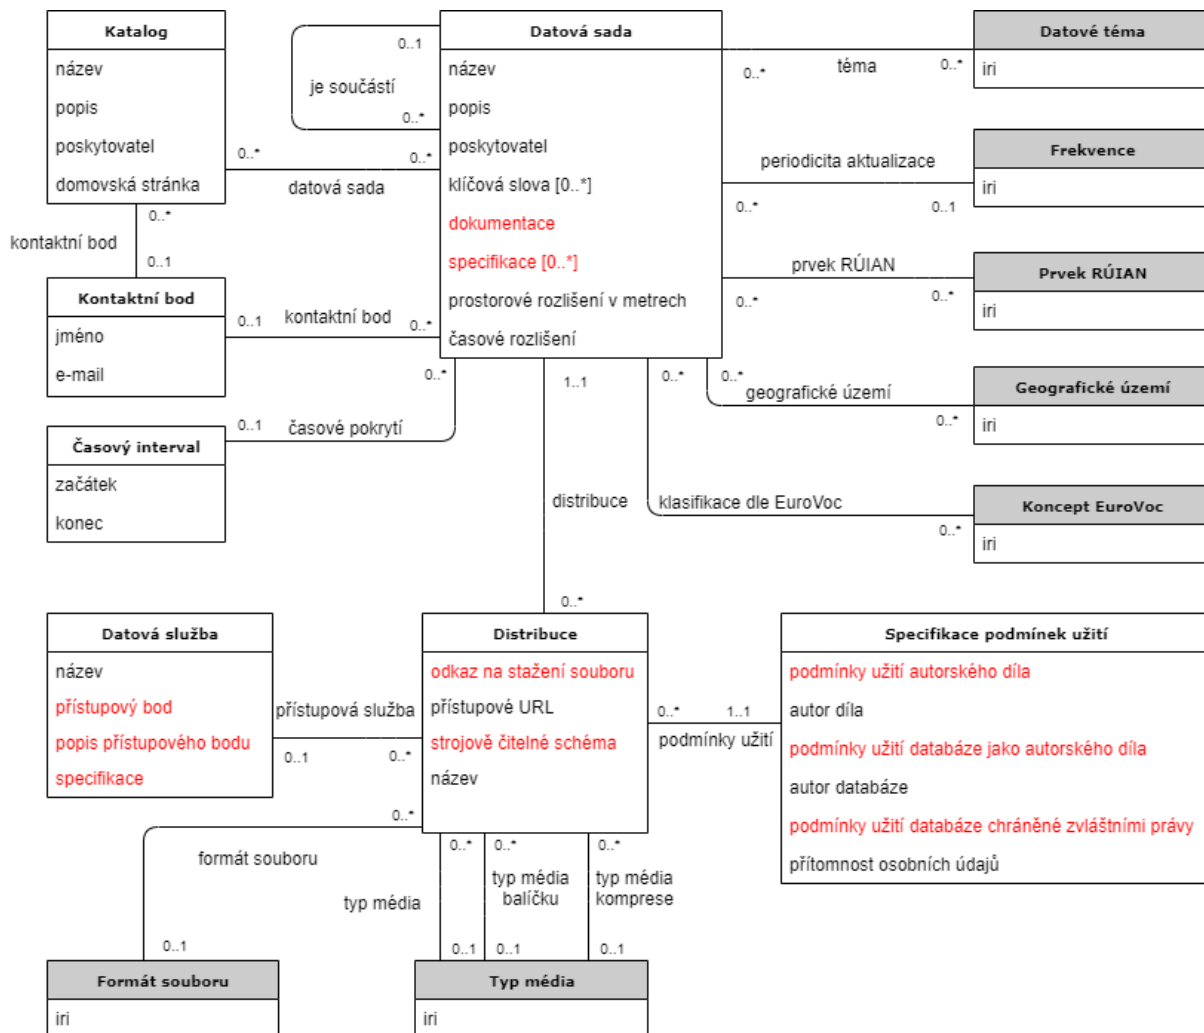 Katalog
název
popis
poskytovatel
domovská stránka
Datová sada
název
popis
poskytovatel
klíčová slova [0..*]
dokumentace
specifikace [0..*]
prostorové rozlišení v metrech
časové rozlišení
0..1
je součástí
0..*
0..*
0..*
datová sada
0..*
téma
0..*
Datové téma
iri
periodicita aktualizace
0..*
0..1
Frekvence
iri
prvek RÚIAN
0..*
0..*
Prvek RÚIAN
iri
0..*
kontaktní bod
0..1
Kontaktní bod
jméno
e-mail
0..1
kontaktní bod
0..*
0..*
0..1
časové pokrytí
Časový interval
začátek
konec
1..1
distribuce
0..*
0..*
0..*
geografické území
0..*
Geografické území
iri
klasifikace dle EuroVoc
0..*
Koncept EuroVoc
iri
Datová služba
název
přístupový bod
popis přístupového bodu
specifikace
přístupová služba
0..1
0..*
Distribuce
odkaz na stažení souboru
přístupové URL
strojově čitelné schéma
název
0..*
1..1
podmínky užití
Specifikace podmínek užití
podmínky užití autorského díla
autor díla
podmínky užití databáze jako autorského díla
autor databáze
podmínky užití databáze chráněné zvláštními právy
přítomnost osobních údajů
0..*
formát souboru
0..1
Formát souboru
iri
0..*
typ média
0..1
0..*
typ média
balíčku
0..1
0..*
typ média
komprese
0..1
Typ média
iri